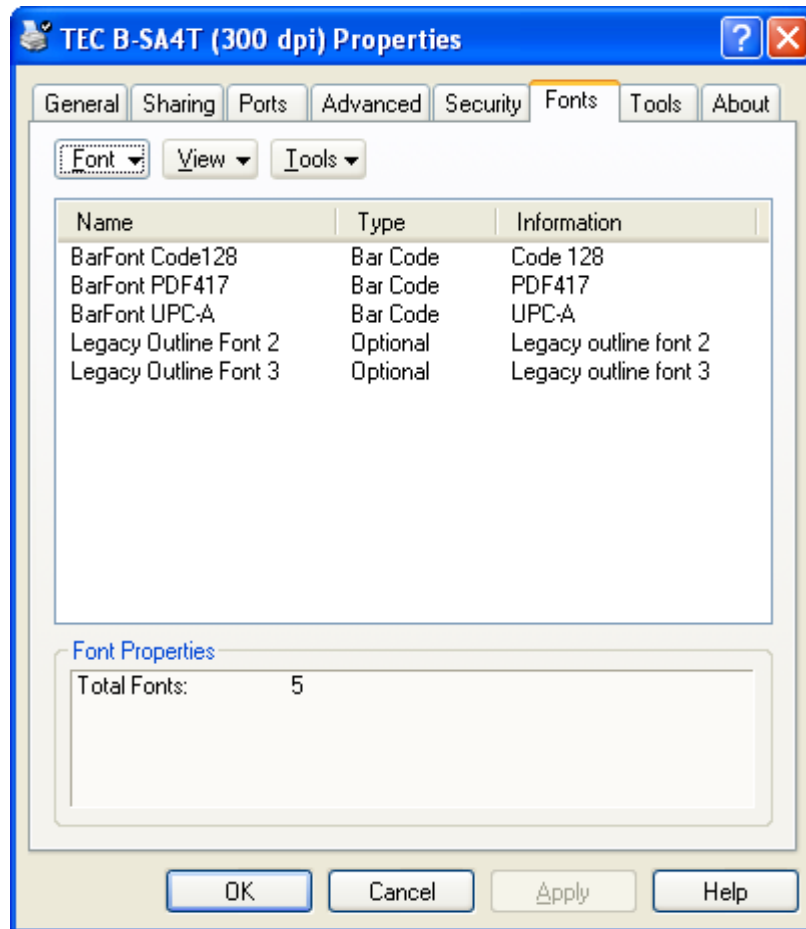 TEC B-SA4T (300 dpi) Properties
General Sharing Ports Advanced Security Fonts Tools About
Font View Tools
Name Type Information
BarFont Code128 Bar Code Code 128
BarFont PDF417 Bar Code PDF417
BarFont UPC-A Bar Code UPC-A
Legacy Outline Font 2 Optional Legacy outline font 2
Legacy Outline Font 3 Optional Legacy outline font 3
Font Properties
Total Fonts: 5
OK Cancel Apply Help